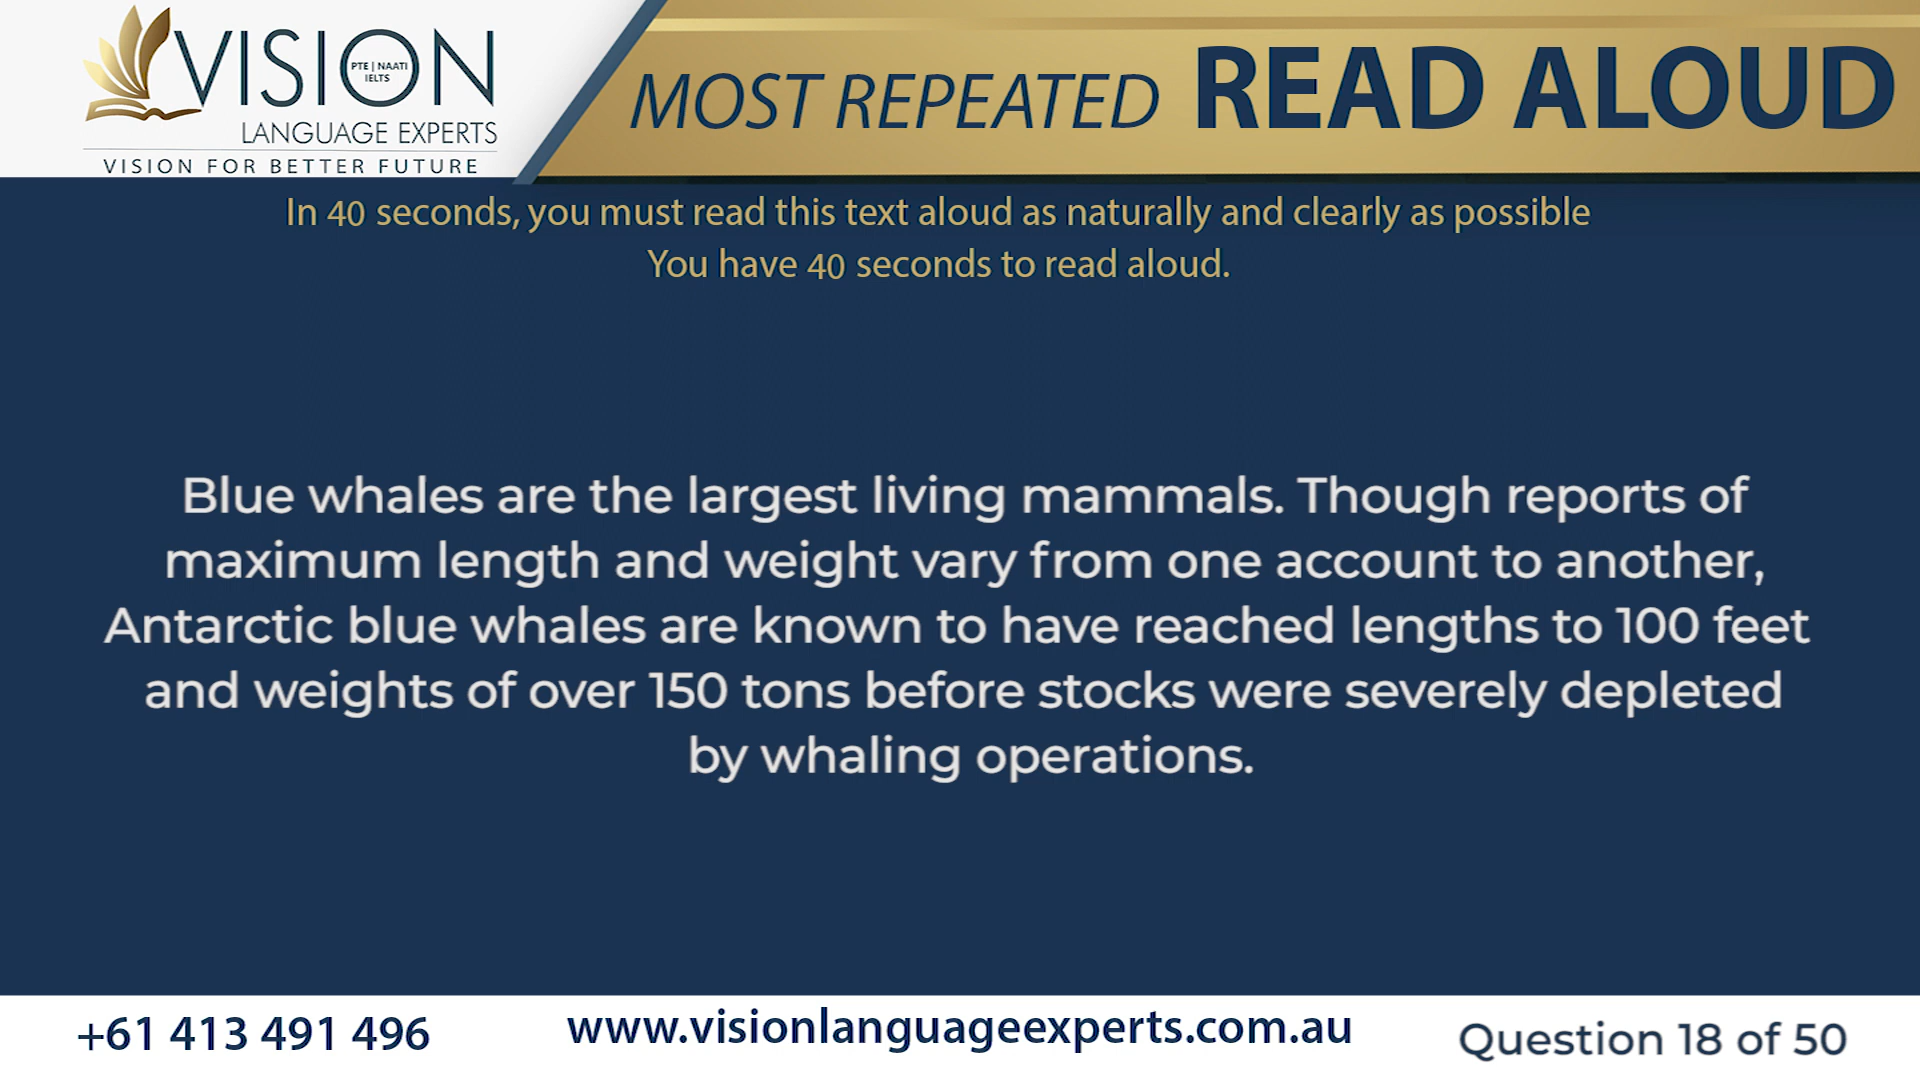 VISION
PTE | NAATI
IELTS
LANGUAGE EXPERTS
VISION FOR BETTER FUTURE
MOST REPEATED READ ALOUD
In 40 seconds, you must read this text aloud as naturally and clearly as possible
You have 40 seconds to read aloud.
Blue whales are the largest living mammals. Though reports of
maximum length and weight vary from one account to another,
Antarctic blue whales are known to have reached lengths to 100 feet
and weights of over 150 tons before stocks were severely depleted
by whaling operations.
+61 413 491 496
www.visionlanguageexperts.com.au
Question 18 of 50